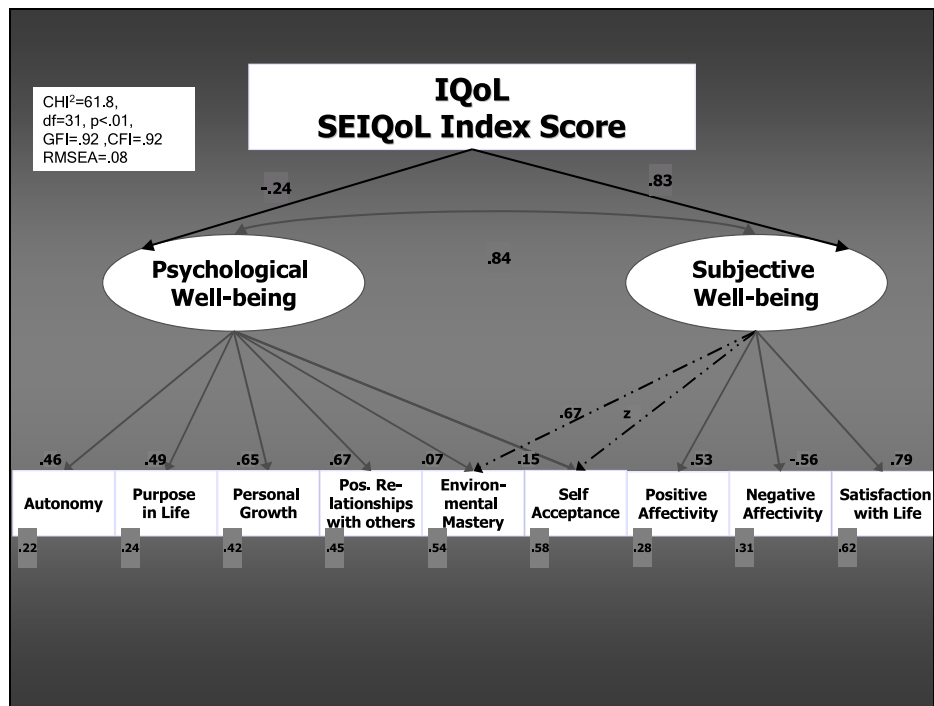 IQoL
SEIQoL Index Score
CHI²=61.8,
df=31, p<.01,
GFI=.92 ,CFI=.92
RMSEA=.08
-.24
.83
.84
Psychological
Well-being
Subjective
Well-being
.67
z
.46
.49
.65
.67
.07
.15
.53
-.56
.79
Autonomy
Purpose
in Life
Personal
Growth
Pos. Re-
lationships
with others
Environ-
mental
Mastery
Self
Acceptance
Positive
Affectivity
Negative
Affectivity
Satisfaction
with Life
.22
.24
.42
.45
.54
.58
.28
.31
.62